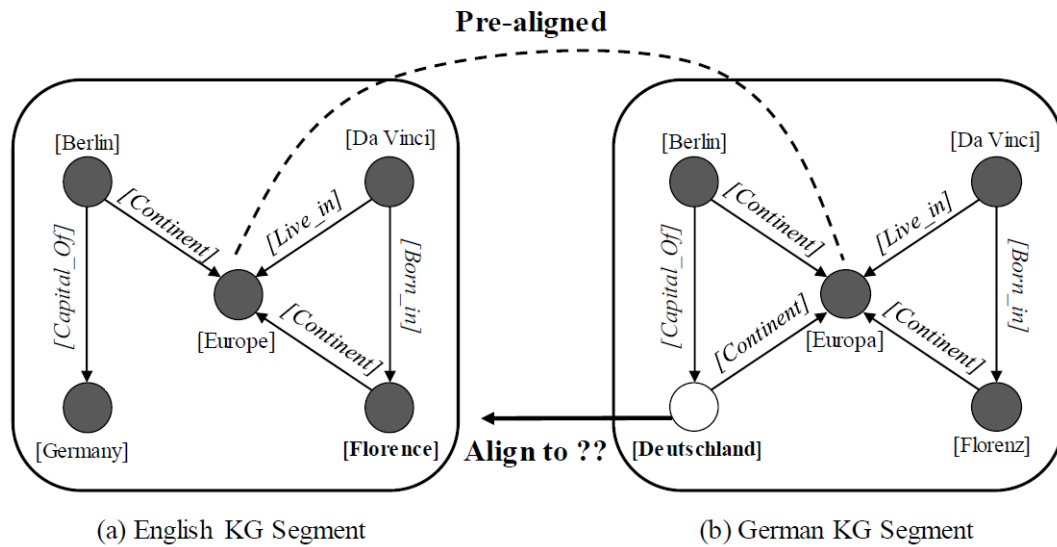 Pre-aligned
[Berlin]
[Da Vinci]
[Continent]
[Live_in]
[Capital_Of]
[Born_in]
[Europe]
[Continent]
[Germany]
[Florence]
(a) English KG Segment
Align to ??
[Berlin]
[Da Vinci]
[Continent]
[Live_in]
[Capital_Of]
[Born_in]
[Europa]
[Continent]
[Continent]
[Deutschland]
[Florenz]
(b) German KG Segment